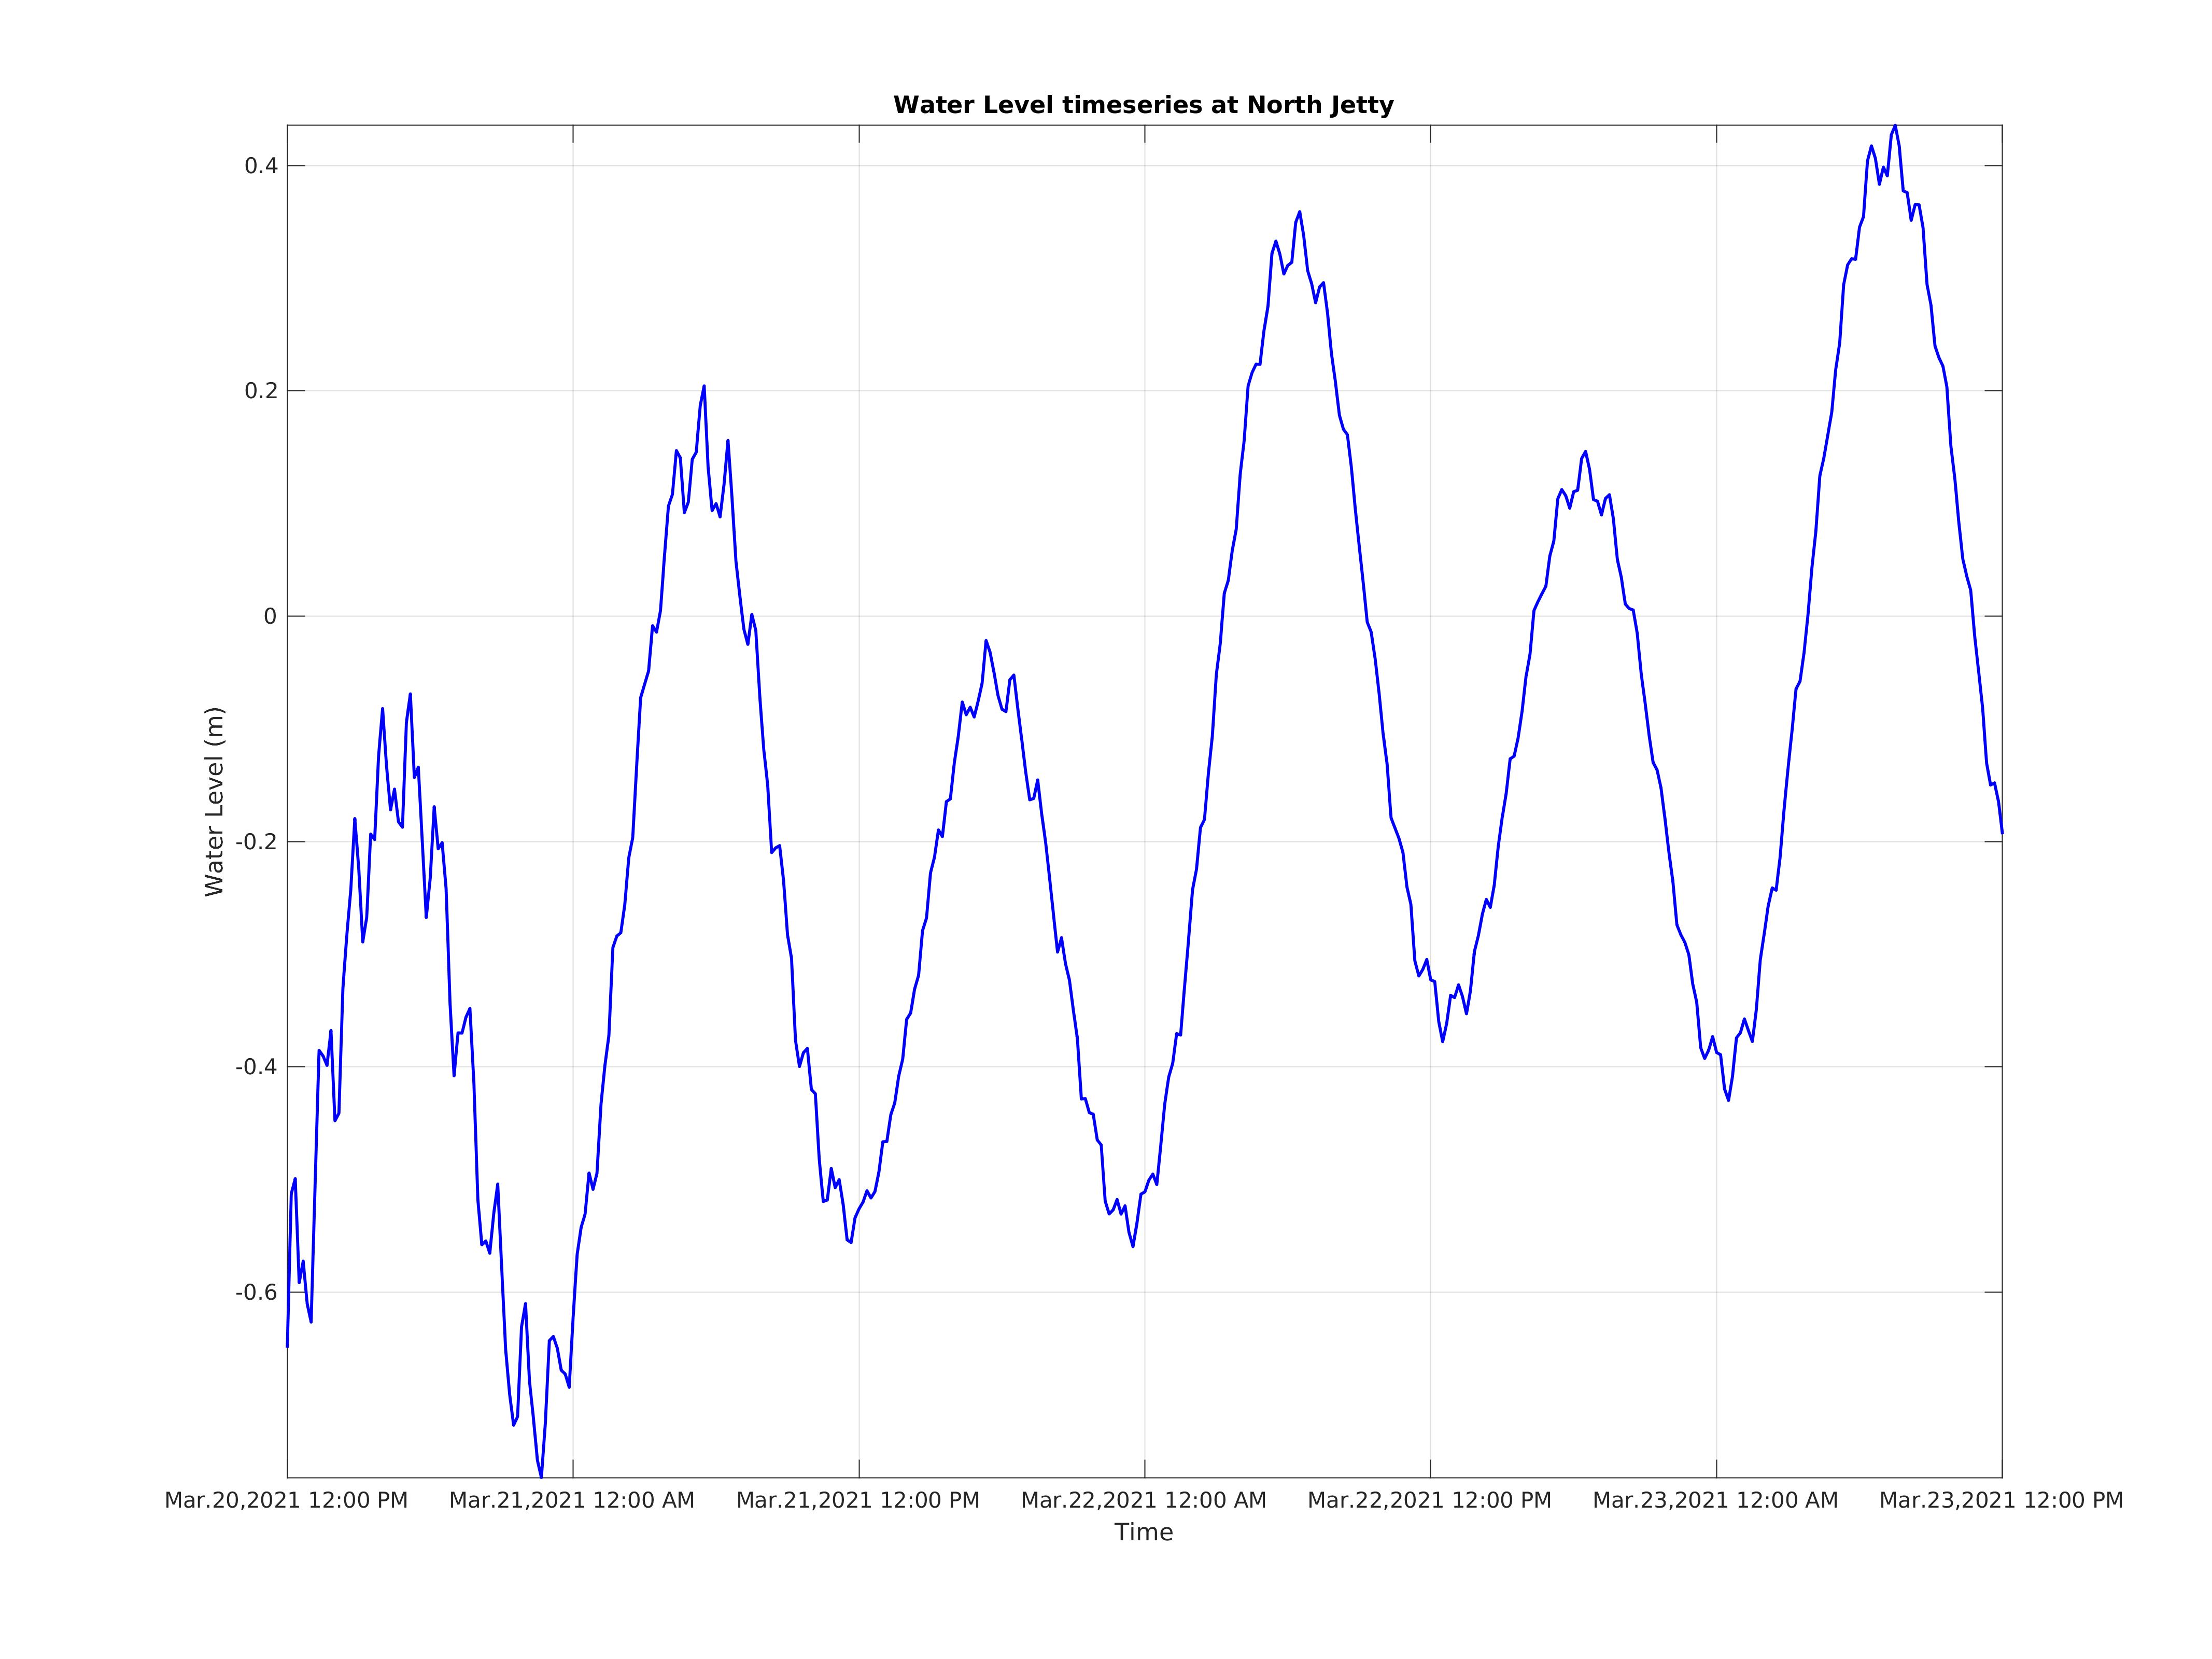 Water Level timeseries at North Jetty
0.4
0.2
0
-0.2
-0.4
-0.6
Water Level (m)
Mar.20,2021 12:00 PM Mar.21,2021 12:00 AM Mar.21,2021 12:00 PM Mar.22,2021 12:00 AM Mar.22,2021 12:00 PM Mar.23,2021 12:00 AM Mar.23,2021 12:00 PM
Time